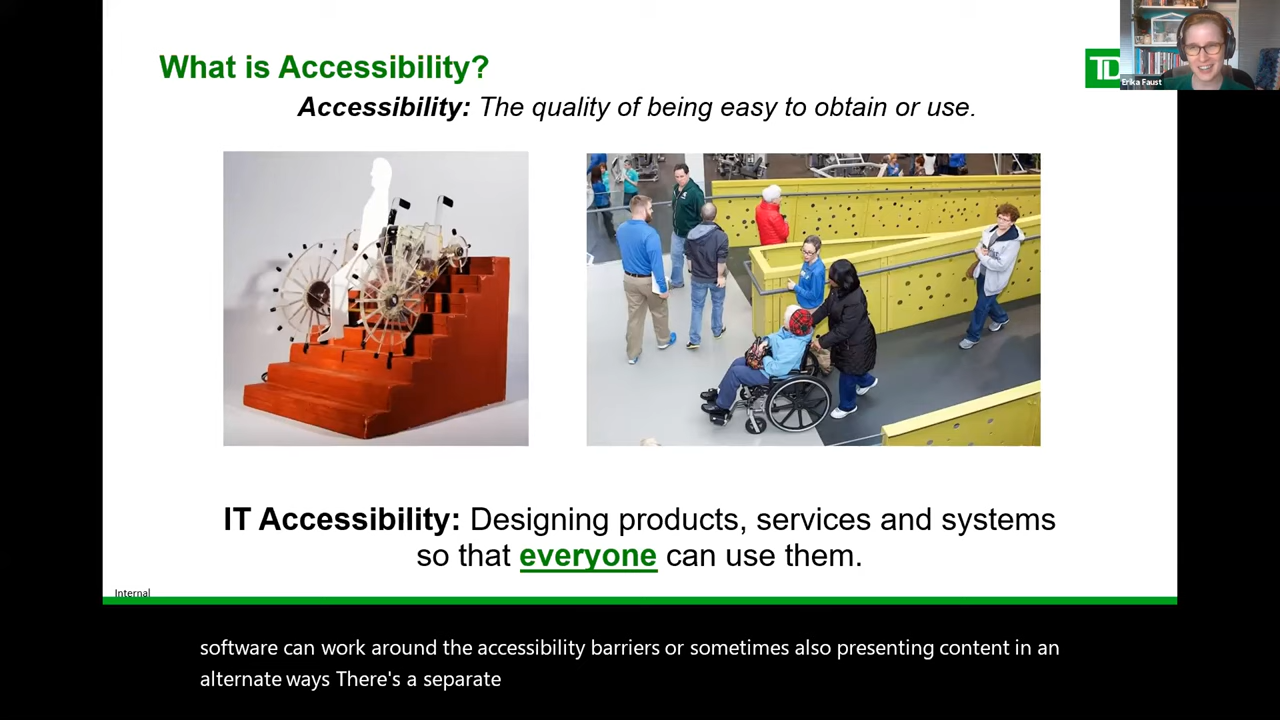 What is Accessibility?
TD
Erika Faust
Accessibility: The quality of being easy to obtain or use.
IT Accessibility: Designing products, services and systems
so that everyone can use them.
Internal
software can work around the accessibility barriers or sometimes also presenting content in an
alternate ways There's a separate